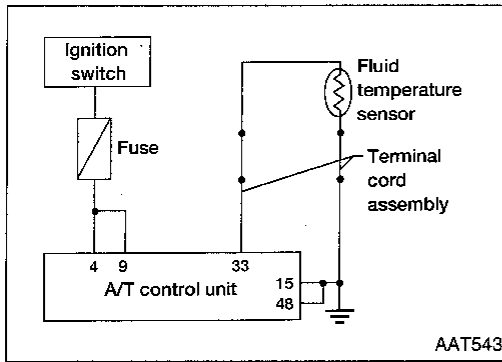 Ignition
switch
Fuse
Fluid
temperature
sensor
Terminal
cord
assembly
4 9 33
A/T control unit
15
48
AAT543